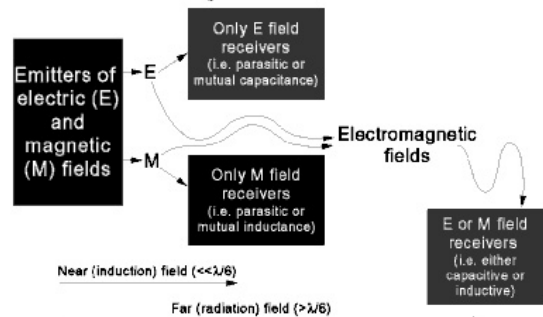 Emitters of
electric (E)
and
magnetic
(M) fields
E
M
Only E field
receivers
(i.e. parasitic or
mutual capacitance)
Only M field
receivers
(i.e. parasitic or
mutual inductance)
Electromagnetic
fields
E or M field
receivers
(i.e. either
capacitive or
inductive)
Near (induction) field (<<λ/6)
Far (radiation) field (>λ/6)